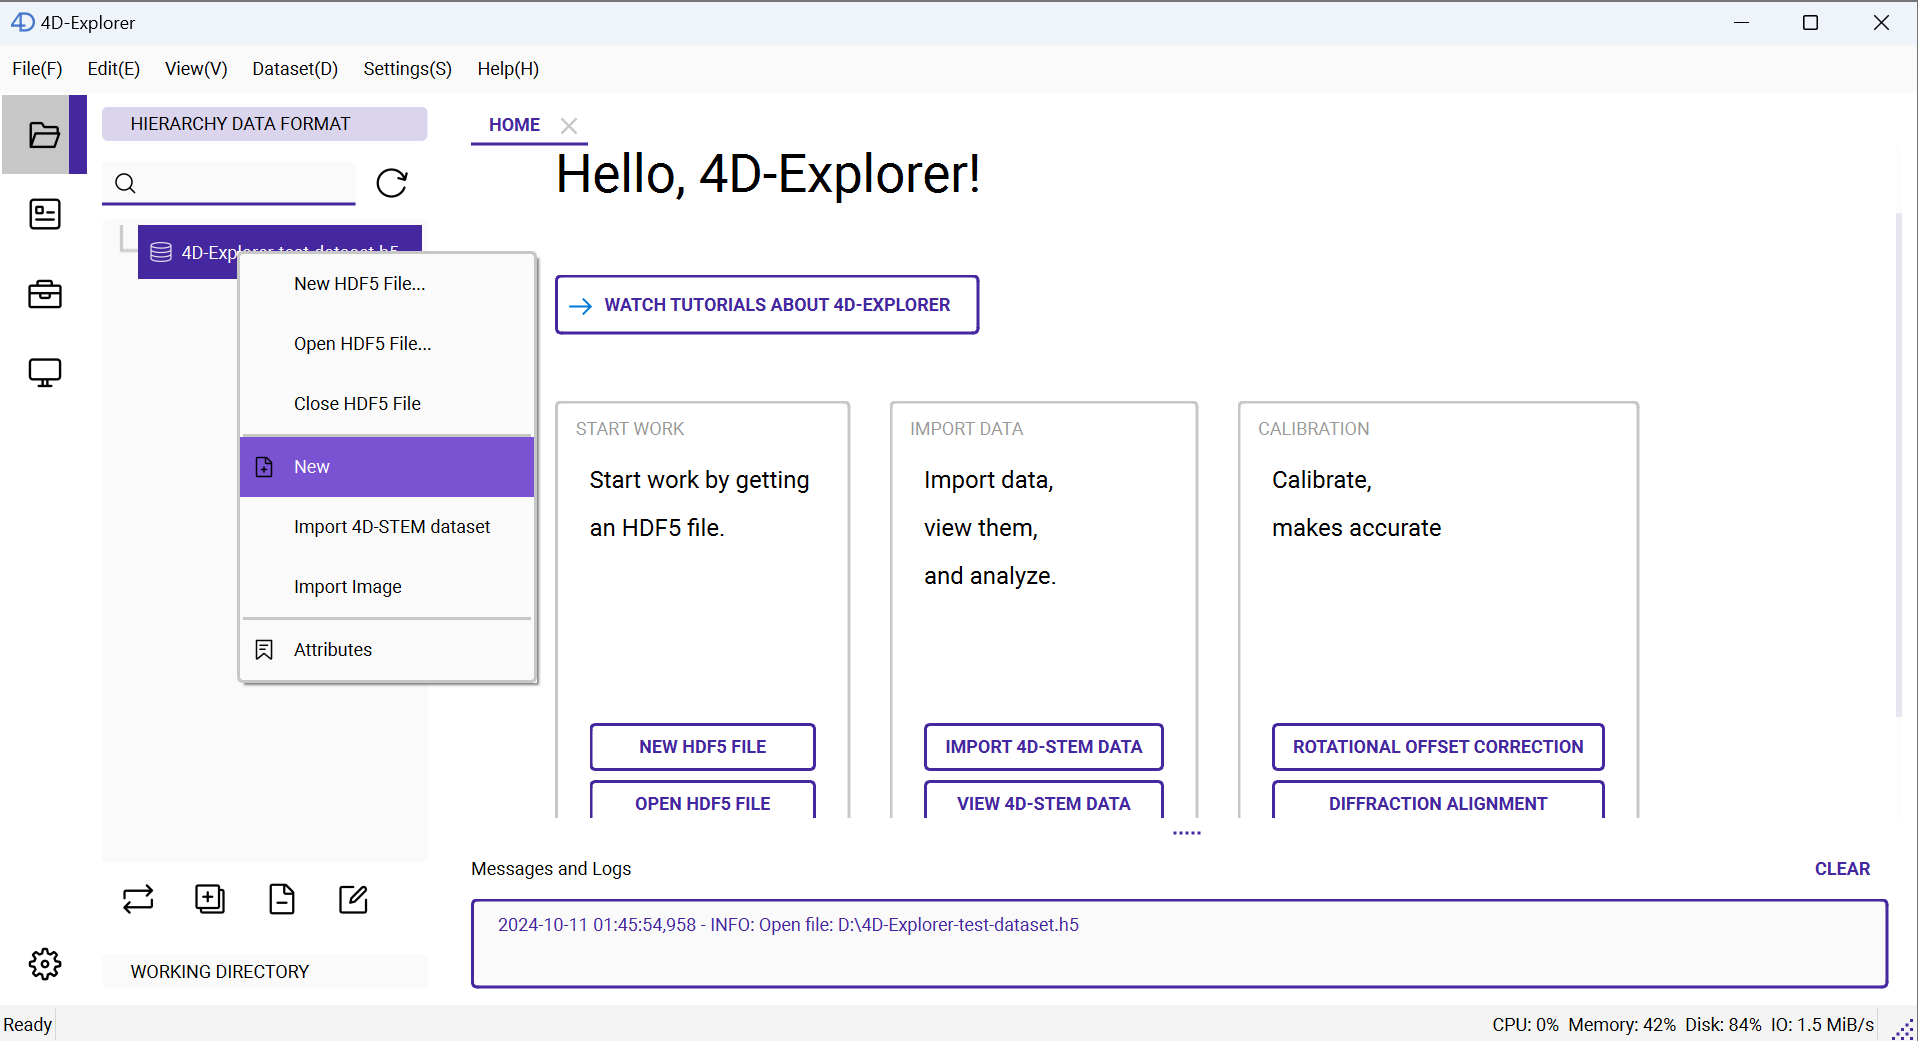 4D-Explorer
File(F) Edit(E) View(V) Dataset(D) Settings(S) Help(H)
HIERARCHY DATA FORMAT
4D-Explorer-test-dataset.h5
New HDF5 File...
Open HDF5 File...
Close HDF5 File
New
Import 4D-STEM dataset
Import Image
Attributes
WORKING DIRECTORY
HOME
Hello, 4D-Explorer!
WATCH TUTORIALS ABOUT 4D-EXPLORER
START WORK
Start work by getting
an HDF5 file.
NEW HDF5 FILE
OPEN HDF5 FILE
IMPORT DATA
Import data,
view them,
and analyze.
IMPORT 4D-STEM DATA
VIEW 4D-STEM DATA
CALIBRATION
Calibrate,
makes accurate
ROTATIONAL OFFSET CORRECTION
DIFFRACTION ALIGNMENT
Messages and Logs
CLEAR
2024-10-11 01:45:54,958 - INFO: Open file: D:\4D-Explorer-test-dataset.h5
Ready
CPU: 0% Memory: 42% Disk: 84% IO: 1.5 MiB/s